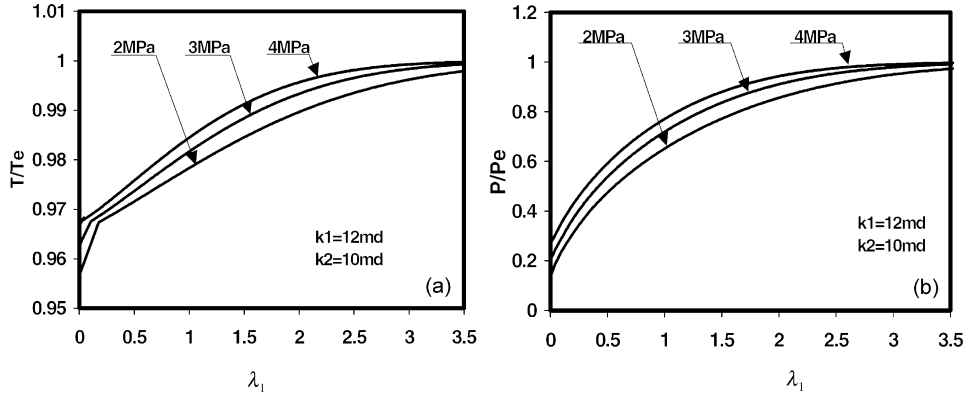 1.01
1
0.99
0.98
0.97
0.96
0.95
T/Te
2MPa
3MPa
4MPa
k1=12md
k2=10md
(a)
0
0.5
1
1.5
2
2.5
3
3.5
λ1
1.2
1
0.8
0.6
0.4
0.2
0
P/Pe
2MPa
3MPa
4MPa
k1=12md
k2=10md
(b)
0
0.5
1
1.5
2
2.5
3
3.5
λ1